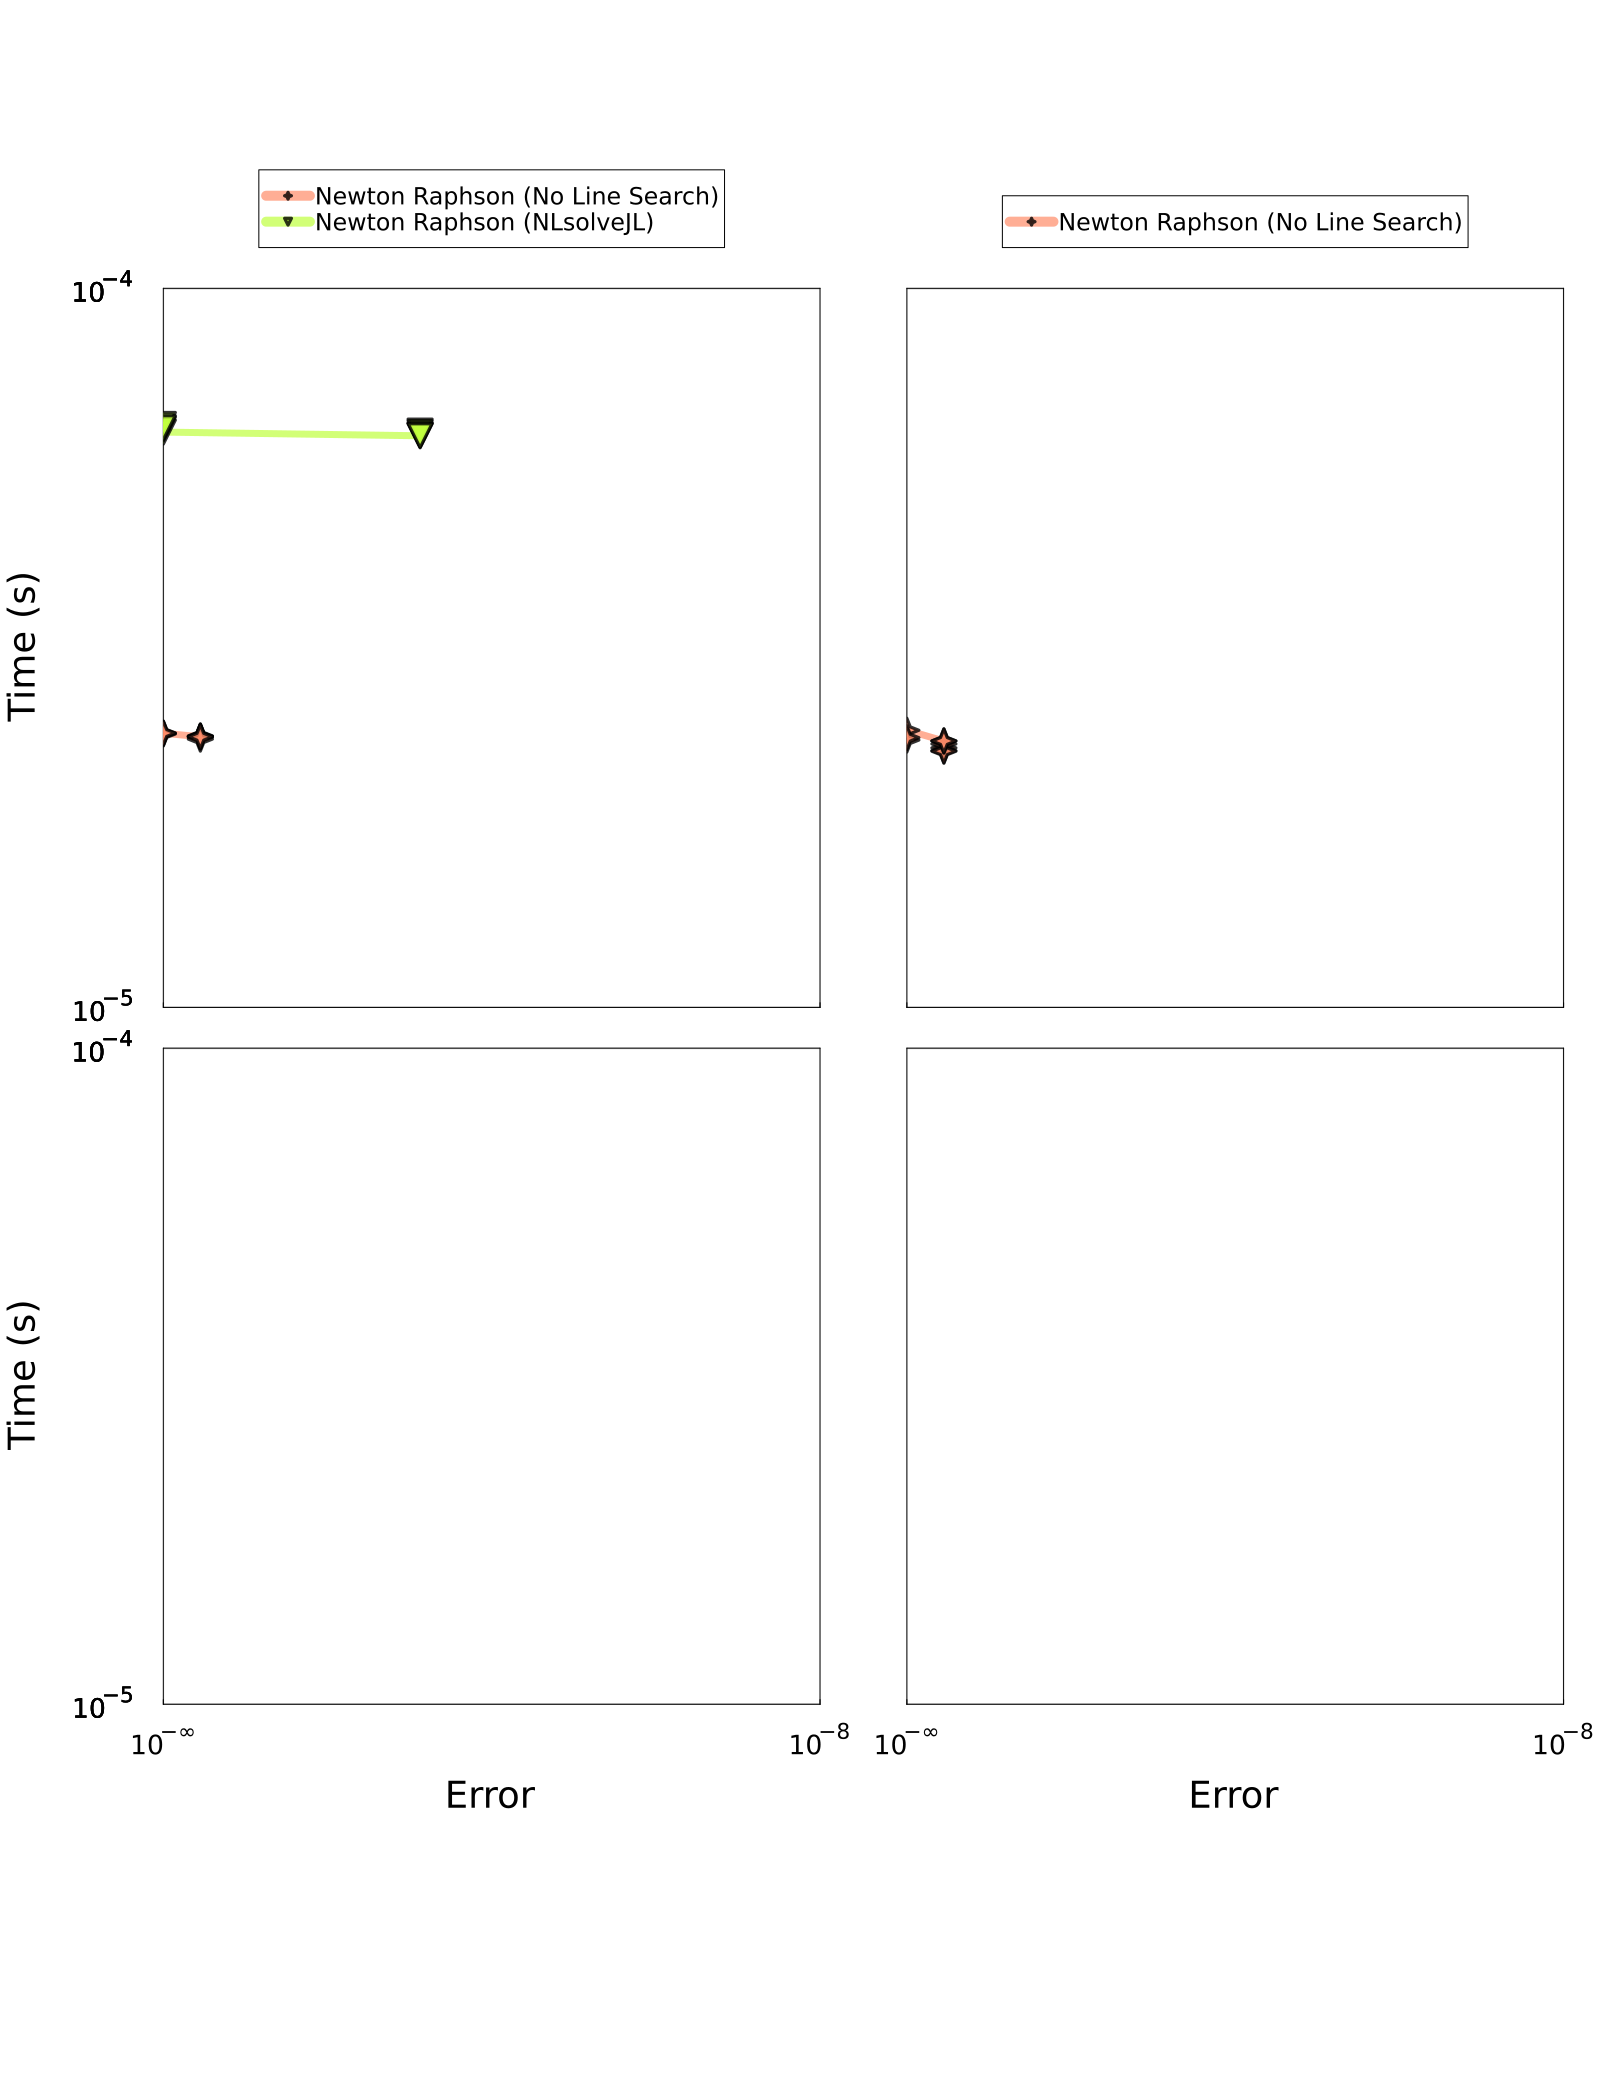 Newton Raphson (No Line Search)
Newton Raphson (NLsolveJL)
Newton Raphson (No Line Search)
10⁻⁴
Time (s)
10⁻⁵
10⁻⁴
Time (s)
10⁻⁵
10^−∞
10⁻⁸
10^−∞
10⁻⁸
Error
Error